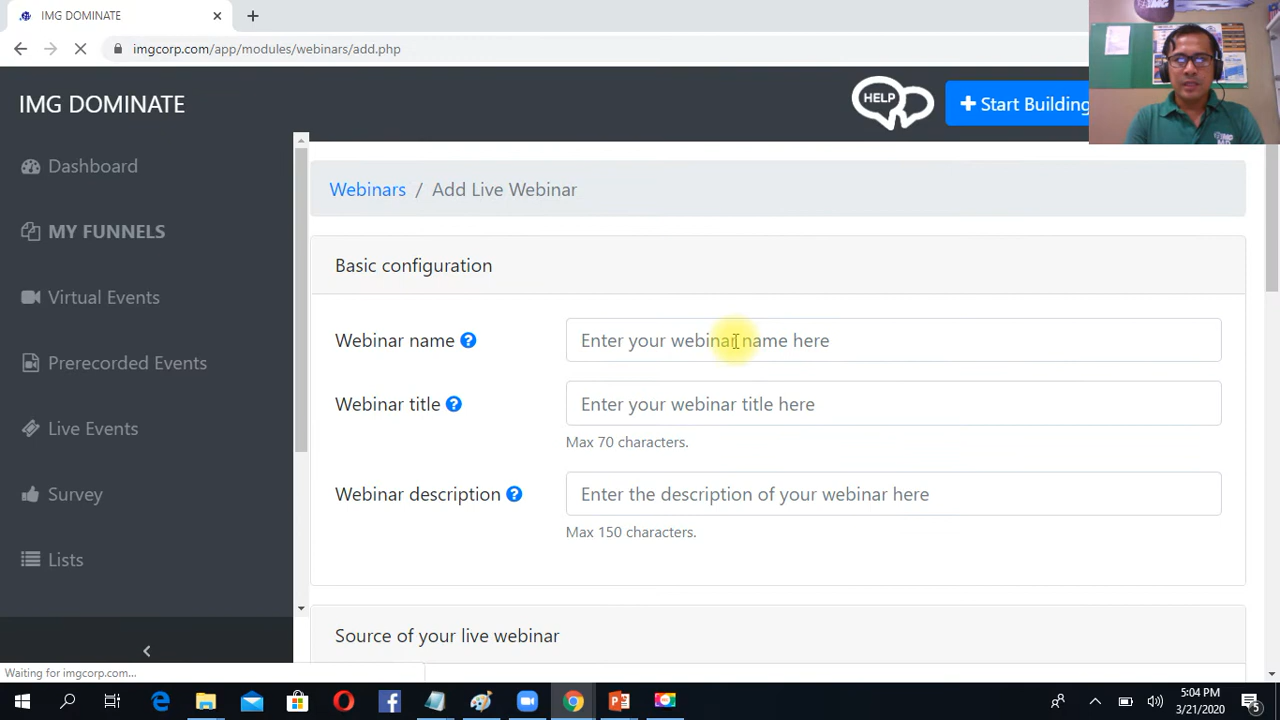 IMG DOMINATE
imgcorp.com/app/modules/webinars/add.php
IMG DOMINATE
HELP
Start Building
Dashboard
MY FUNNELS
Virtual Events
Prerecorded Events
Live Events
Survey
Lists
Webinars / Add Live Webinar
Basic configuration
Webinar name ?
Enter your webinar name here
Webinar title ?
Enter your webinar title here
Max 70 characters.
Webinar description ?
Enter the description of your webinar here
Max 150 characters.
Source of your live webinar
Waiting for imgcorp.com...
5:04 PM
3/21/2020
5